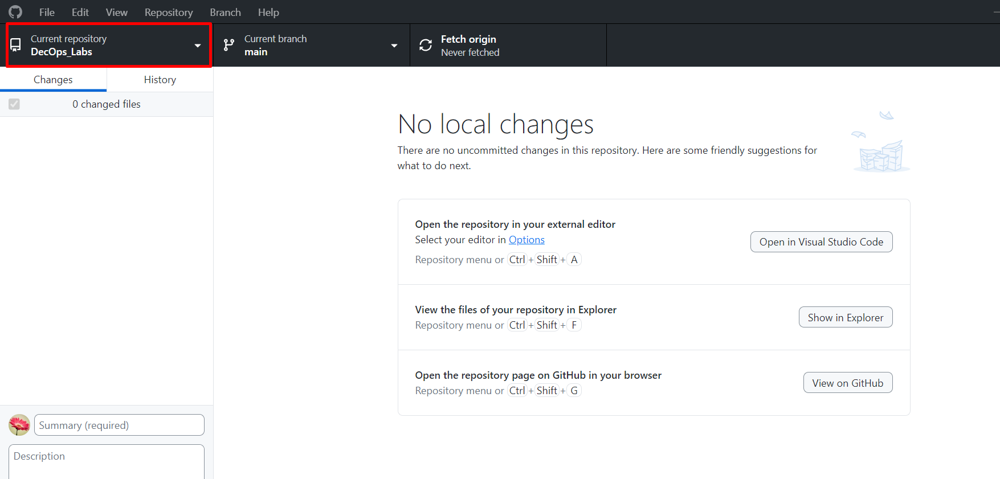 File Edit View Repository Branch Help
Current repository
DecOps_Labs
Current branch
main
Fetch origin
Never fetched
Changes History
0 changed files
No local changes
There are no uncommitted changes in this repository. Here are some friendly suggestions for
what to do next.
Open the repository in your external editor
Select your editor in Options
Repository menu or Ctrl + Shift + A
Open in Visual Studio Code
View the files of your repository in Explorer
Repository menu or Ctrl + Shift + F
Show in Explorer
Open the repository page on GitHub in your browser
Repository menu or Ctrl + Shift + G
View on GitHub
Summary (required)
Description